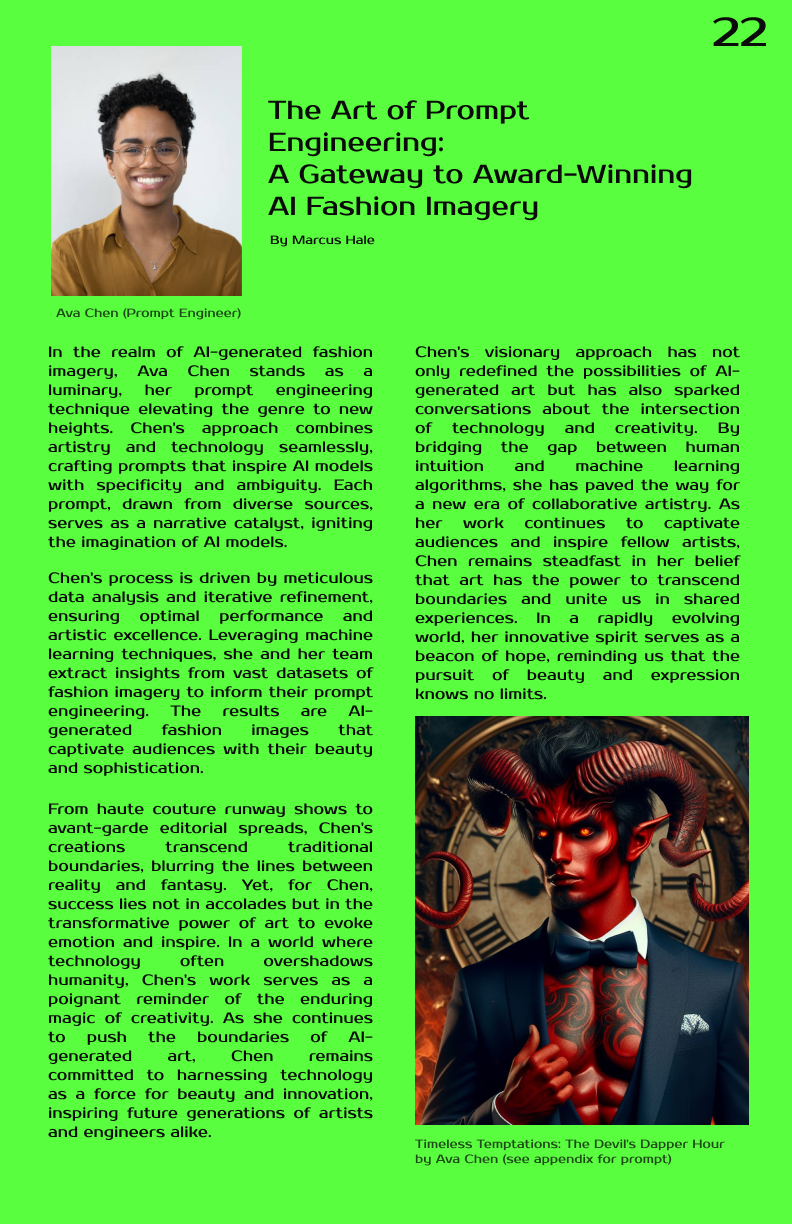 22
The Art of Prompt
Engineering:
A Gateway to Award-Winning
AI Fashion Imagery
By Marcus Hale
Ava Chen (Prompt Engineer)
In the realm of AI-generated fashion
imagery, Ava Chen stands as a
luminary, her prompt engineering
technique elevating the genre to new
heights. Chen's approach combines
artistry and technology seamlessly,
crafting prompts that inspire AI models
with specificity and ambiguity. Each
prompt, drawn from diverse sources,
serves as a narrative catalyst, igniting
the imagination of AI models.
Chen's process is driven by meticulous
data analysis and iterative refinement,
ensuring optimal performance and
artistic excellence. Leveraging machine
learning techniques, she and her team
extract insights from vast datasets of
fashion imagery to inform their prompt
engineering. The results are AI-
generated fashion images that
captivate audiences with their beauty
and sophistication.
From haute couture runway shows to
avant-garde editorial spreads, Chen's
creations transcend traditional
boundaries, blurring the lines between
reality and fantasy. Yet, for Chen,
success lies not in accolades but in the
transformative power of art to evoke
emotion and inspire. In a world where
technology often overshadows
humanity, Chen's work serves as a
poignant reminder of the enduring
magic of creativity. As she continues
to push the boundaries of AI-
generated art, Chen remains
committed to harnessing technology
as a force for beauty and innovation,
inspiring future generations of artists
and engineers alike.
Chen's visionary approach has not
only redefined the possibilities of AI-
generated art but has also sparked
conversations about the intersection
of technology and creativity. By
bridging the gap between human
intuition and machine learning
algorithms, she has paved the way for
a new era of collaborative artistry. As
her work continues to captivate
audiences and inspire fellow artists,
Chen remains steadfast in her belief
that art has the power to transcend
boundaries and unite us in shared
experiences. In a rapidly evolving
world, her innovative spirit serves as a
beacon of hope, reminding us that the
pursuit of beauty and expression
knows no limits.
Timeless Temptations: The Devil's Dapper Hour
by Ava Chen (see appendix for prompt)